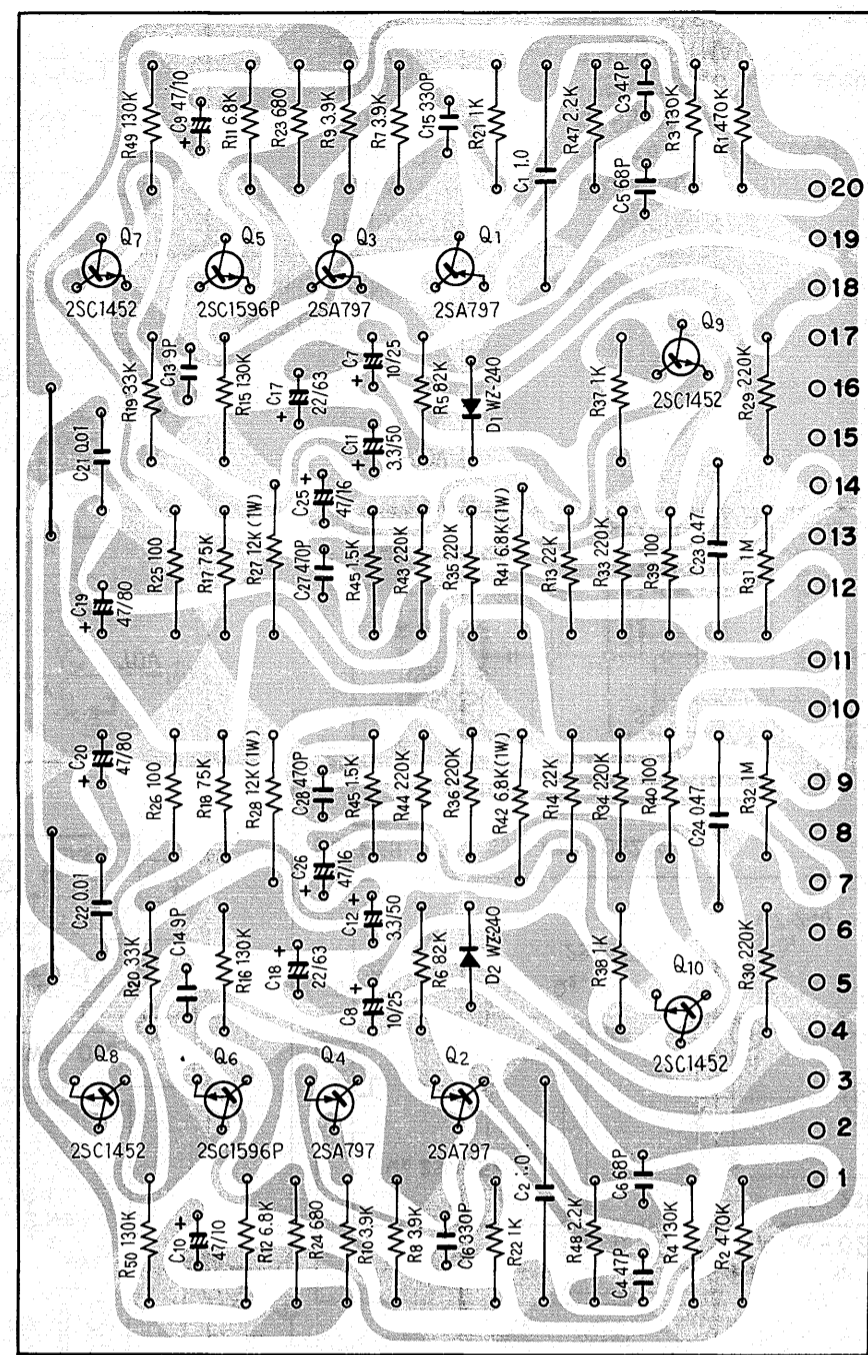 R49 130K
C9 47/10
+
R11 6.8K
R23 680
R9 3.9K
R7 3.9K
C15 330P
R21 1K
C1 1.0
R47 2.2K
C3 47P
C5 68P
R3 130K
R1 470K
20
19
18
Q7
2SC1452
Q5
2SC1596P
Q3
2SA797
Q1
2SA797
Q9
2SC1452
17
16
15
14
R19 33K
C13 9P
R15 130K
C17
22/63
+
C7
10/25
+
C11
3.3/50
+
R5 82K
D1 WZ-240
R37 1K
R29 220K
C21 0.01
C19
47/80
+
R25 100
R17 75K
R27 12K (1W)
C25 +
47/16
C27 470P
R45 1.5K
R43 220K
R35 220K
R41 6.8K (1W)
R13 22K
R33 220K
R39 100
C23 0.47
R31 1M
13
12
11
10
C20
47/80
+
R26 100
R18 75K
R28 12K (1W)
C28 470P
R45 1.5K
R44 220K
R36 220K
R42 6.8K (1W)
R14 22K
R34 220K
R40 100
C24 0.47
R32 1M
9
8
7
C22 0.01
C26
47/16
+
C12 +
3.3/50
R20 33K
C14 9P
R16 130K
C18 +
22/63
C8 +
10/25
R6 82K
D2 WZ-240
R38 1K
R30 220K
Q10
2SC1452
6
5
4
Q8
2SC1452
Q6
2SC1596P
Q4
2SA797
Q2
2SA797
3
2
1
R50 130K
C10 +
47/10
R12 6.8K
R24 680
R10 3.9K
R8 3.9K
C16 330P
R22 1K
C2
R48 2.2K
C6 68P
C4 47P
R4 130K
R2 470K